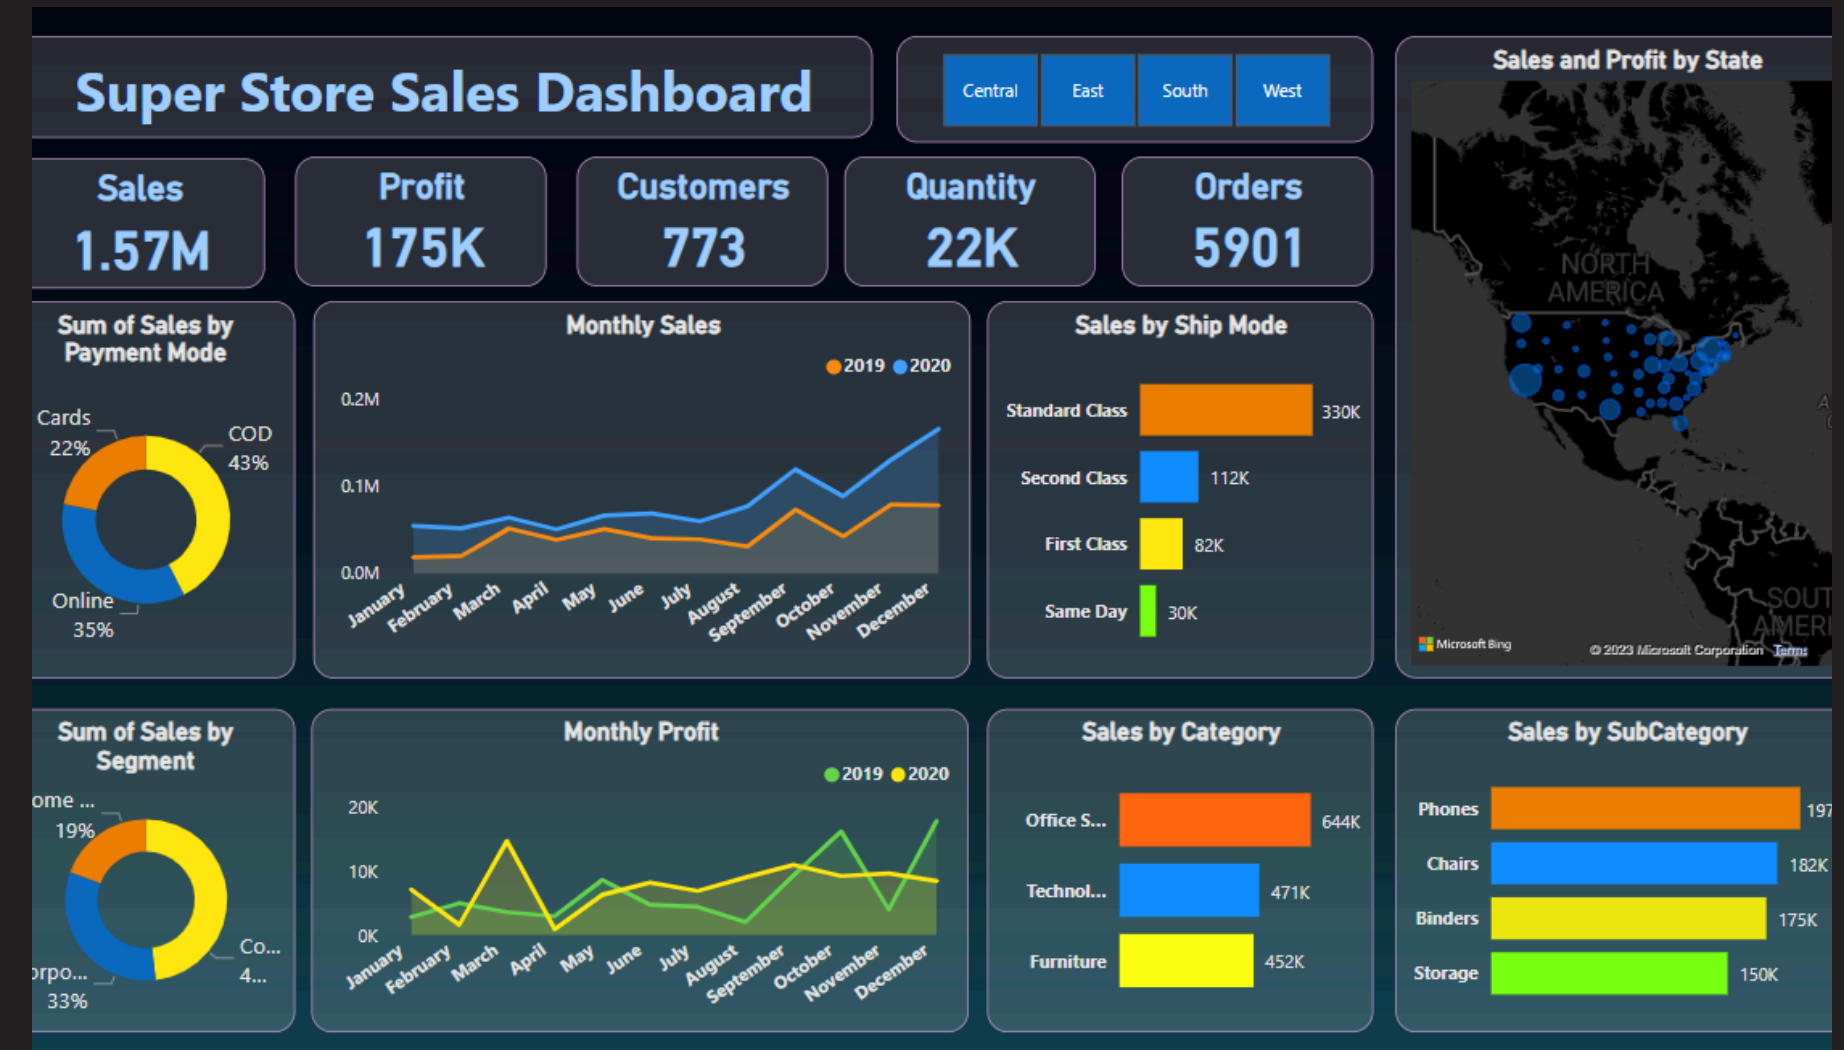 Super Store Sales Dashboard
Central
East
South
West
Sales
1.57M
Profit
175K
Customers
773
Quantity
22K
Orders
5901
Sales and Profit by State
NORTH
AMERICA
SOUT
AMERI
Microsoft Bing
© 2023 Microsoft Corporation Terms
Sum of Sales by
Payment Mode
Cards
22%
COD
43%
Online
35%
Monthly Sales
2019 2020
0.2M
0.1M
0.0M
January
February
March
April
May
June
July
August
September
October
November
December
Sales by Ship Mode
Standard Class 330K
Second Class 112K
First Class 82K
Same Day 30K
Sum of Sales by
Segment
ome ...
19%
Co...
4...
orpo...
33%
Monthly Profit
2019 2020
20K
10K
0K
January
February
March
April
May
June
July
August
September
October
November
December
Sales by Category
Office S... 644K
Technol... 471K
Furniture 452K
Sales by SubCategory
Phones 197
Chairs 182K
Binders 175K
Storage 150K